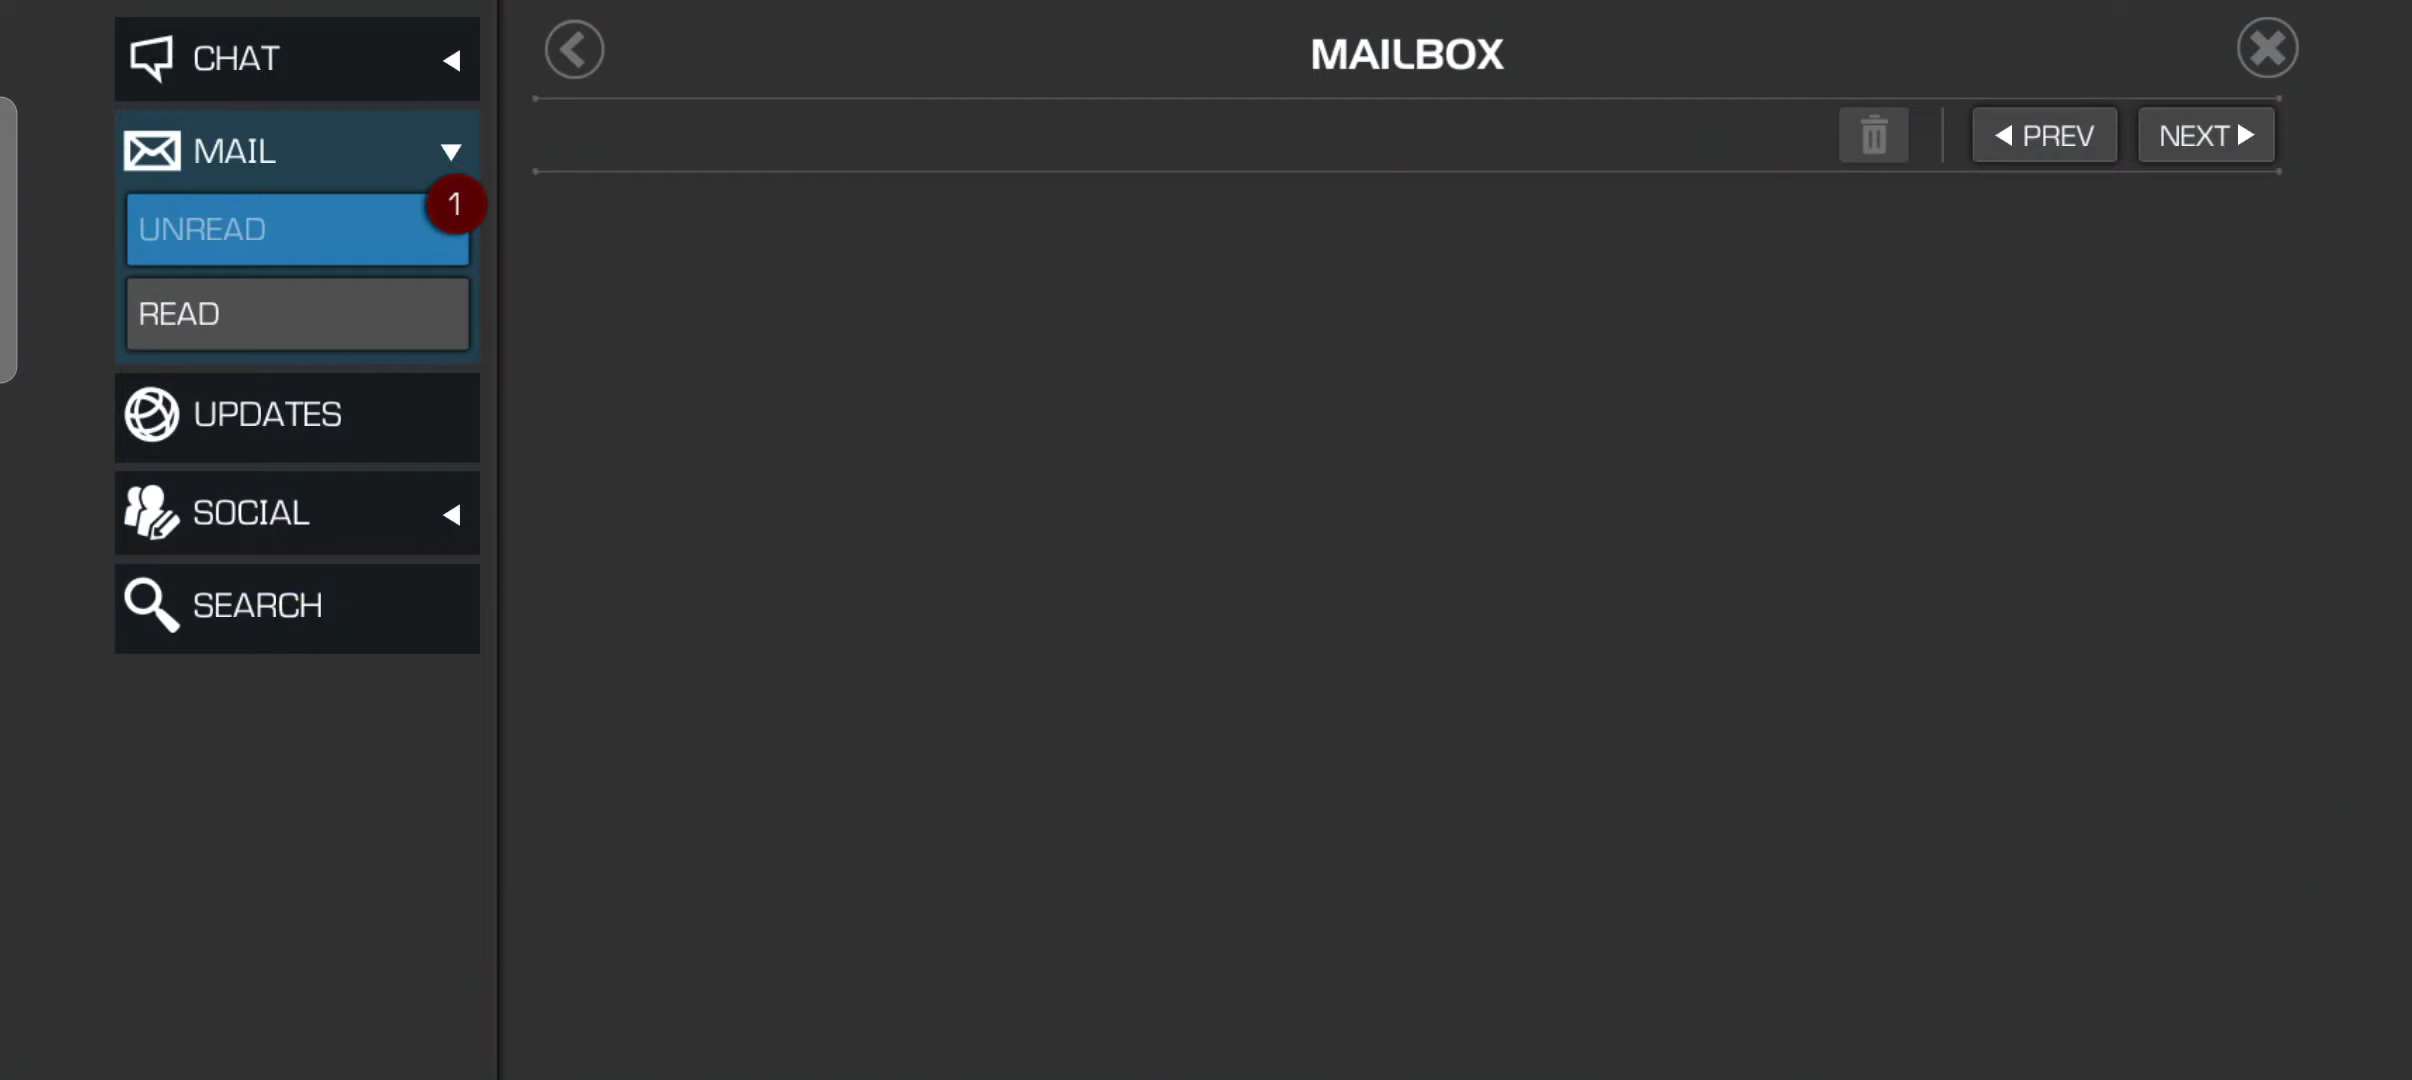 CHAT
MAIL
1
UNREAD
READ
UPDATES
SOCIAL
SEARCH
MAILBOX
PREV
NEXT